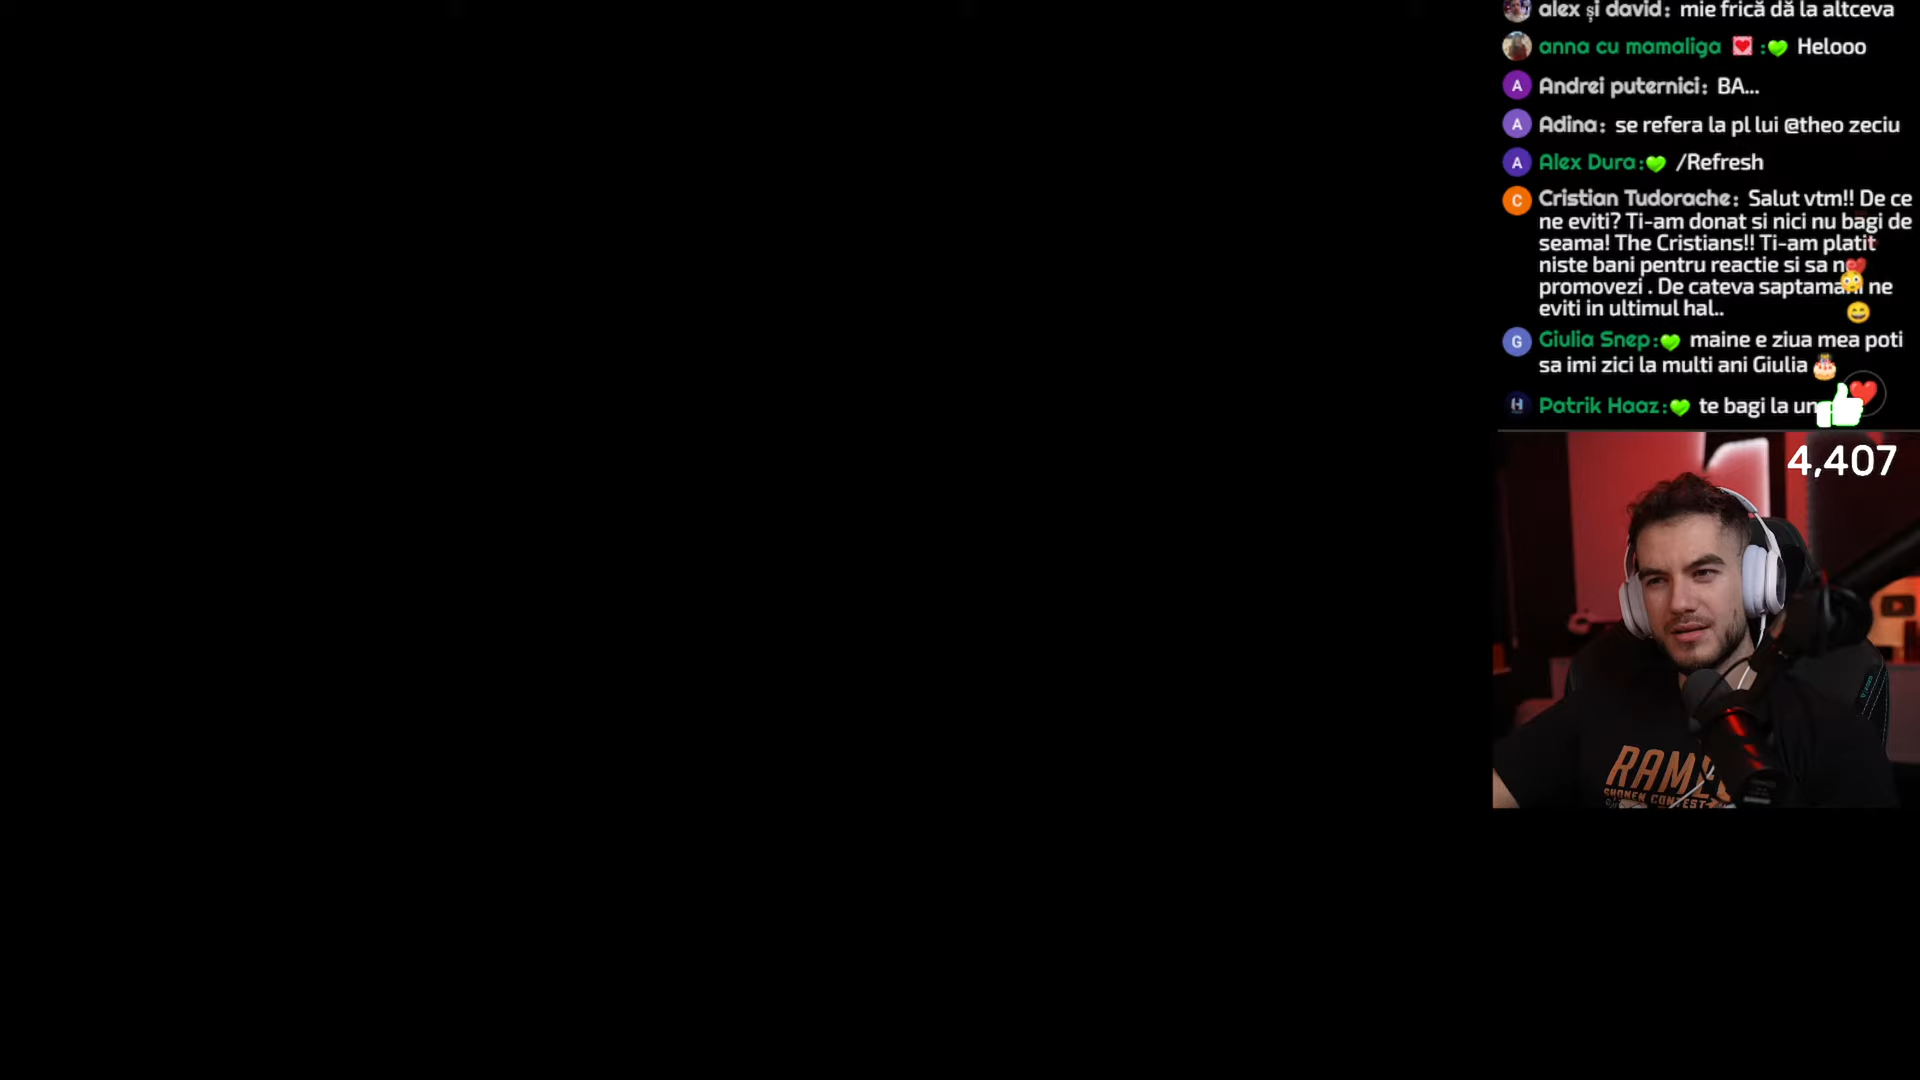 alex și david: mie frică dă la altceva
anna cu mamaliga : Helooo
A Andrei puternici: BA...
A Adina: se refera la pl lui @theo zeciu
A Alex Dura: /Refresh
C Cristian Tudorache: Salut vtm!! De ce
ne eviti? Ti-am donat si nici nu bagi de
seama! The Cristians!! Ti-am platit
niste bani pentru reactie si sa ne
promovezi . De cateva saptamani ne
eviti in ultimul hal..
G Giulia Snep: maine e ziua mea poti
sa imi zici la multi ani Giulia
H Patrik Haaz: te bagi la un
4,407
SHONEN CONTEST